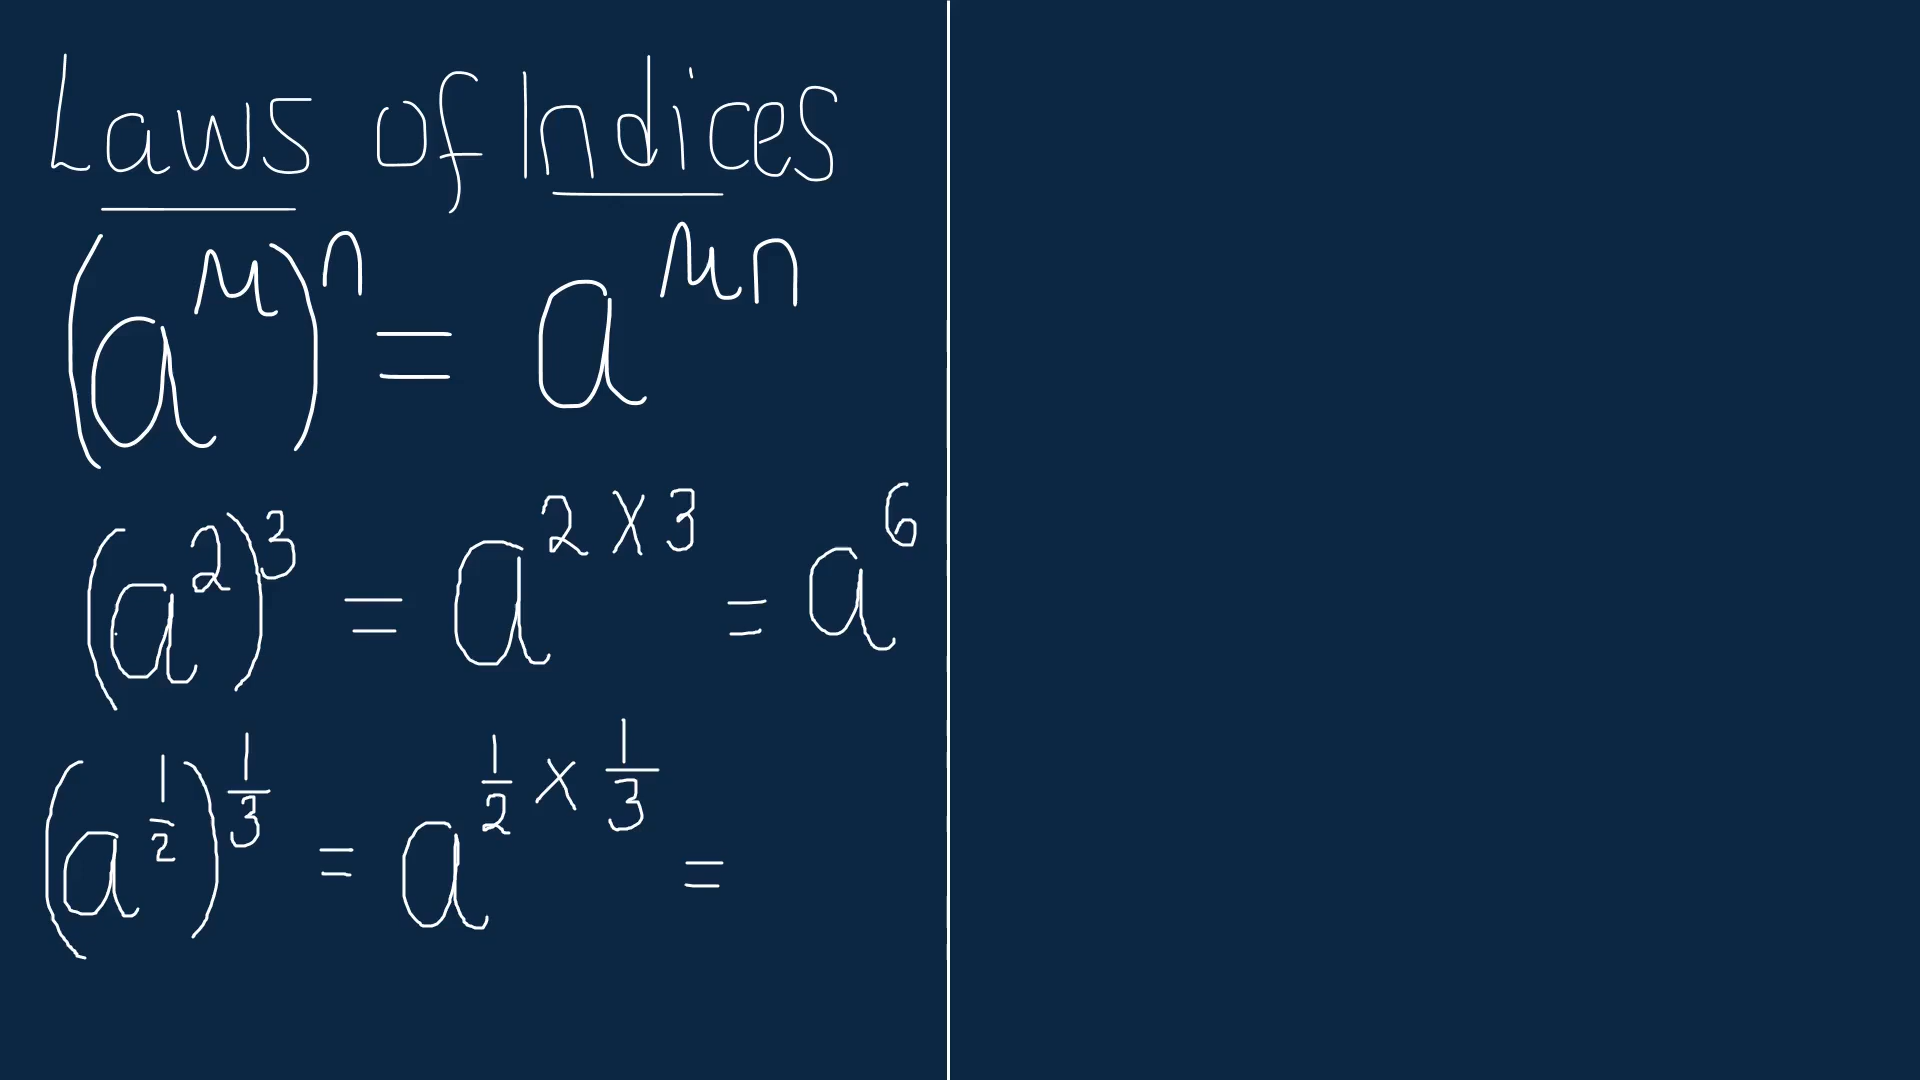 Laws of Indices
(a^m)^n = a^mn
(a^2)^3 = a^2×3 = a^6
(a^1/2)^1/3 = a^1/2 × 1/3 =